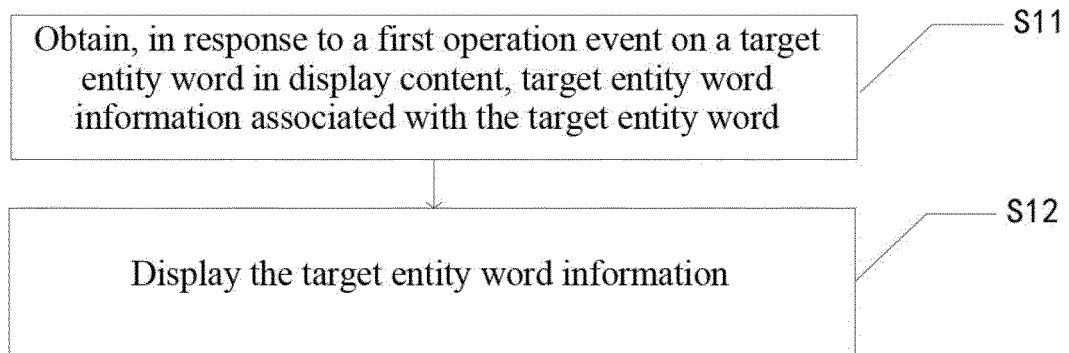 Obtain, in response to a first operation event on a target
entity word in display content, target entity word
information associated with the target entity word
S11
Display the target entity word information
S12